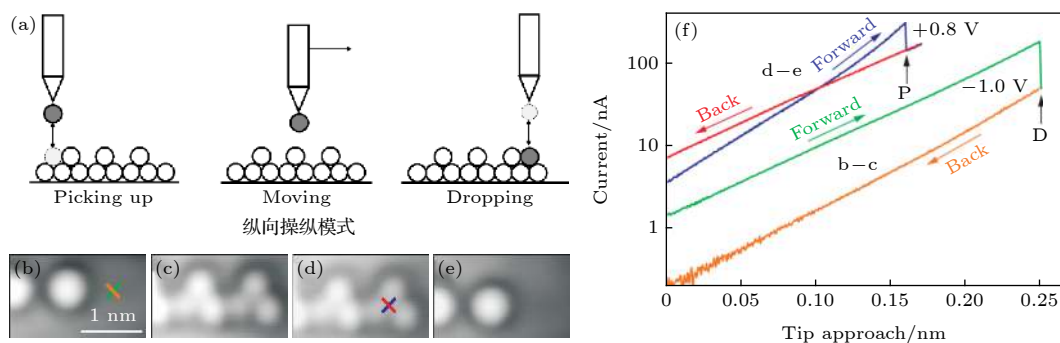 (a)
Picking up
Moving
Dropping
纵向操纵模式
(b)
1 nm
(c)
(d)
(e)
(f)
Current/nA
100
10
1
Forward
+0.8 V
d−e
P
Back
Forward
−1.0 V
D
b−c
Back
0
0.05
0.10
0.15
0.20
0.25
Tip approach/nm